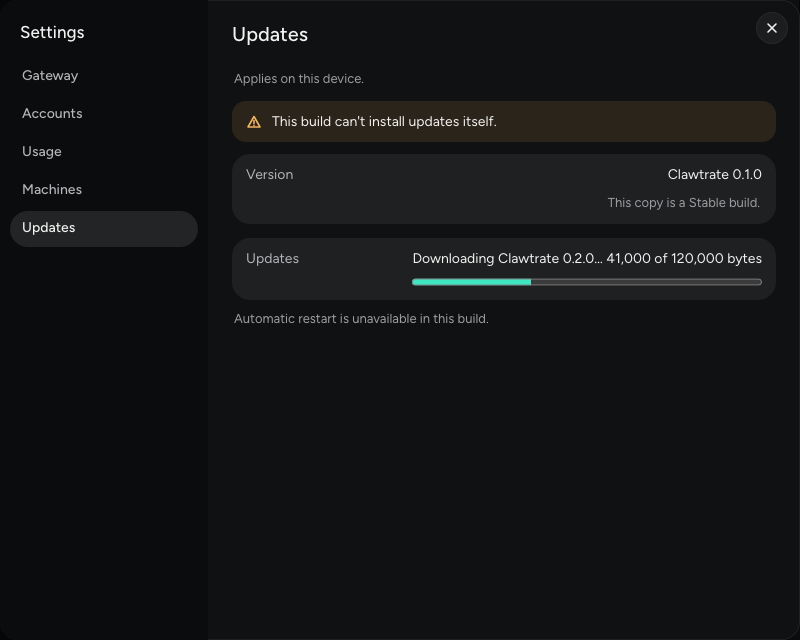 Settings
Gateway
Accounts
Usage
Machines
Updates
Updates
Applies on this device.
This build can't install updates itself.
Version
Clawtrate 0.1.0
This copy is a Stable build.
Updates
Downloading Clawtrate 0.2.0... 41,000 of 120,000 bytes
Automatic restart is unavailable in this build.